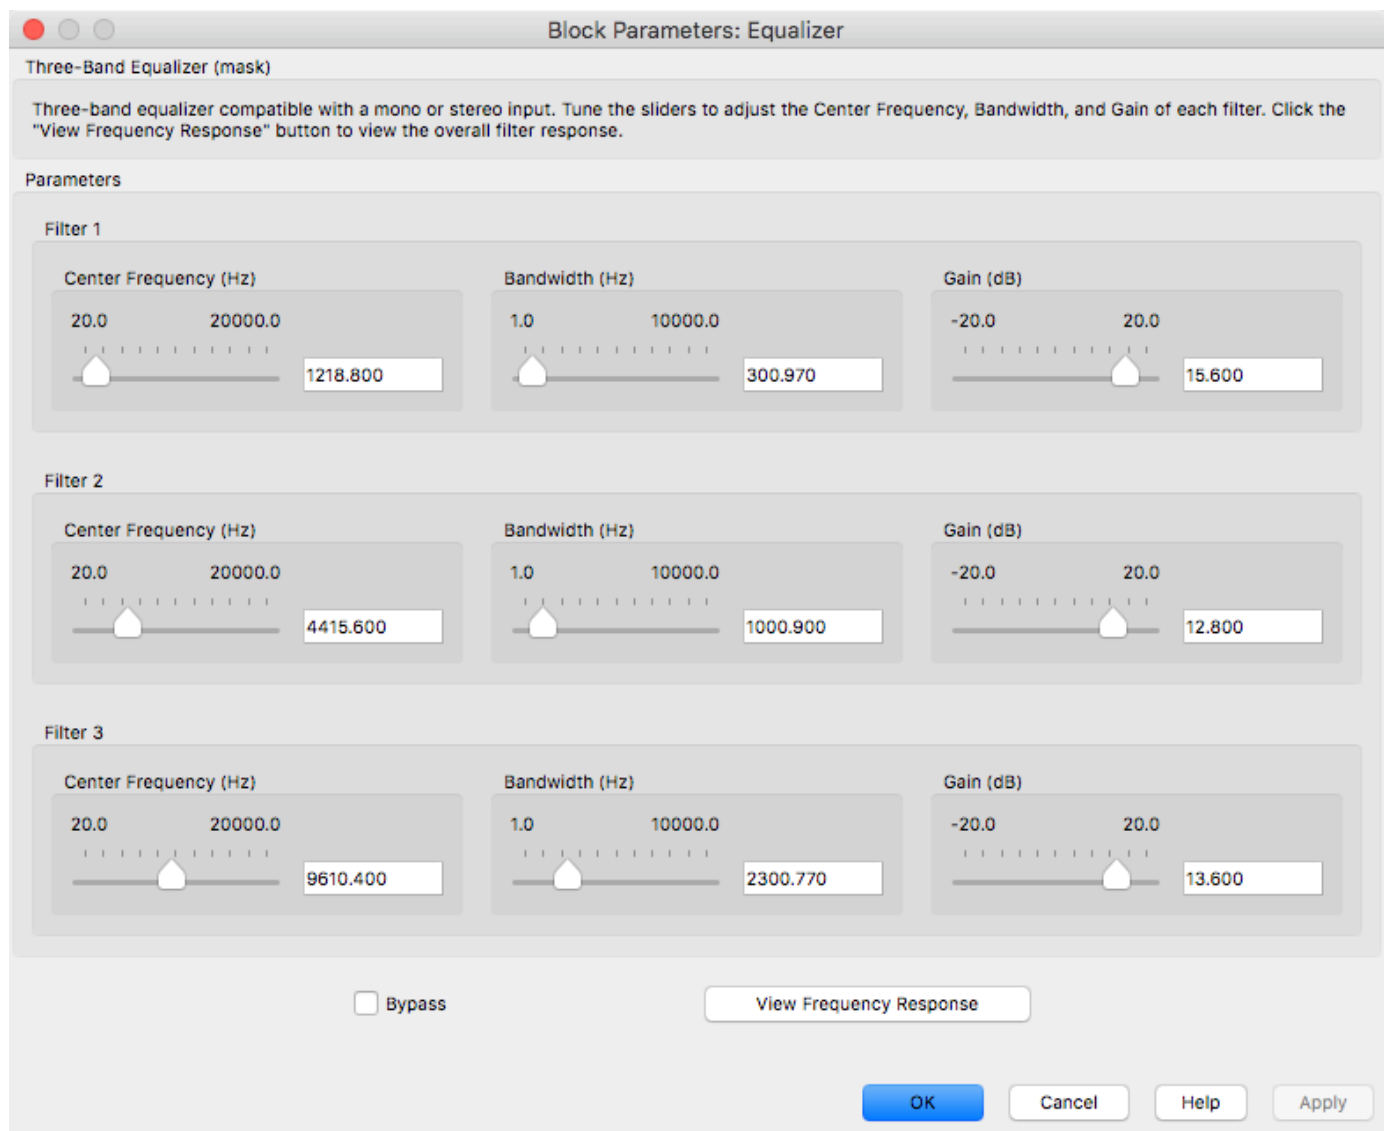 Block Parameters: Equalizer
Three-Band Equalizer (mask)
Three-band equalizer compatible with a mono or stereo input. Tune the sliders to adjust the Center Frequency, Bandwidth, and Gain of each filter. Click the
"View Frequency Response" button to view the overall filter response.
Parameters
Filter 1
Center Frequency (Hz) Bandwidth (Hz) Gain (dB)
20.0 20000.0 1.0 10000.0 -20.0 20.0
1218.800 300.970 15.600
Filter 2
Center Frequency (Hz) Bandwidth (Hz) Gain (dB)
20.0 20000.0 1.0 10000.0 -20.0 20.0
4415.600 1000.900 12.800
Filter 3
Center Frequency (Hz) Bandwidth (Hz) Gain (dB)
20.0 20000.0 1.0 10000.0 -20.0 20.0
9610.400 2300.770 13.600
Bypass View Frequency Response
OK Cancel Help Apply